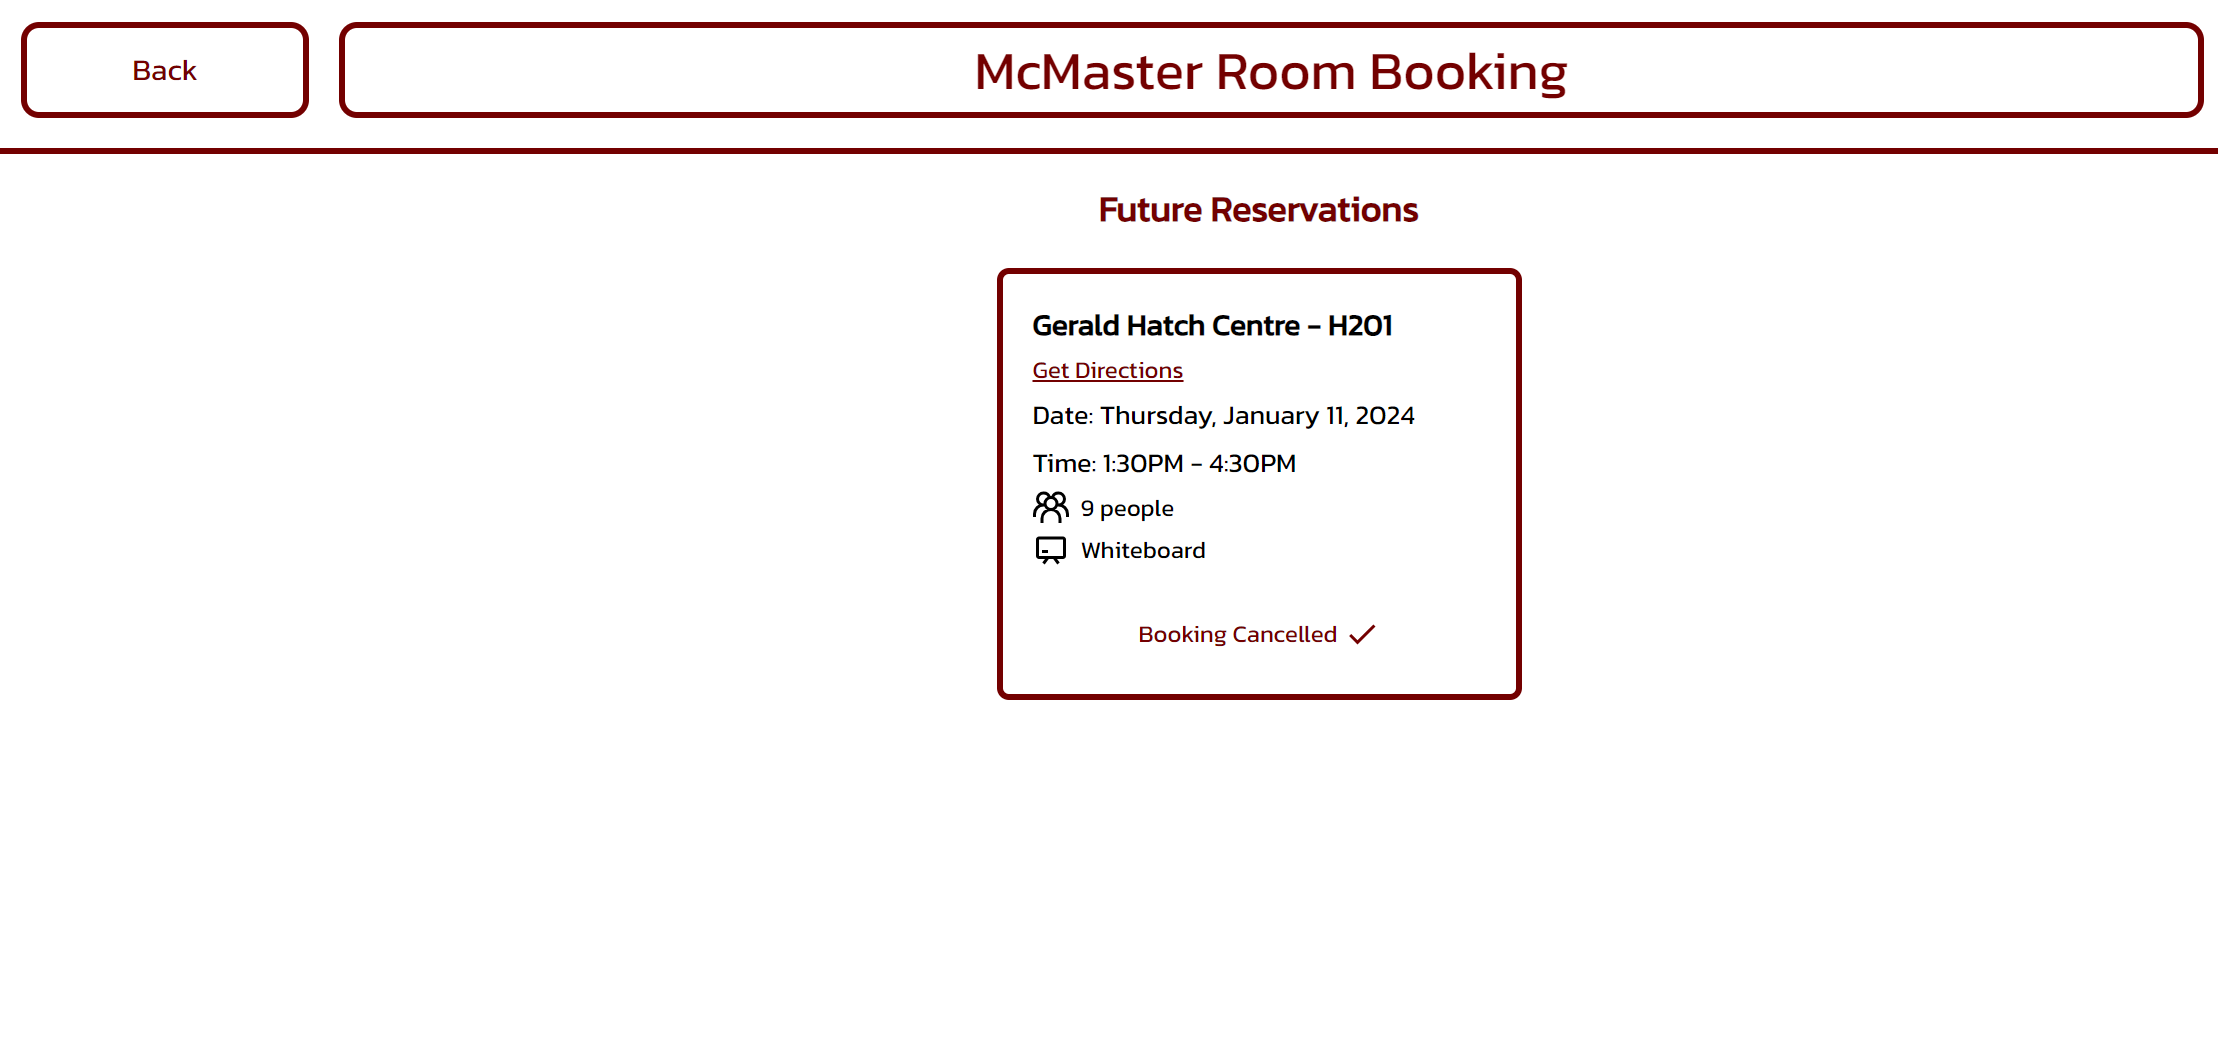 Back
McMaster Room Booking
Future Reservations
Gerald Hatch Centre - H201
Get Directions
Date: Thursday, January 11, 2024
Time: 1:30PM - 4:30PM
9 people
Whiteboard
Booking Cancelled